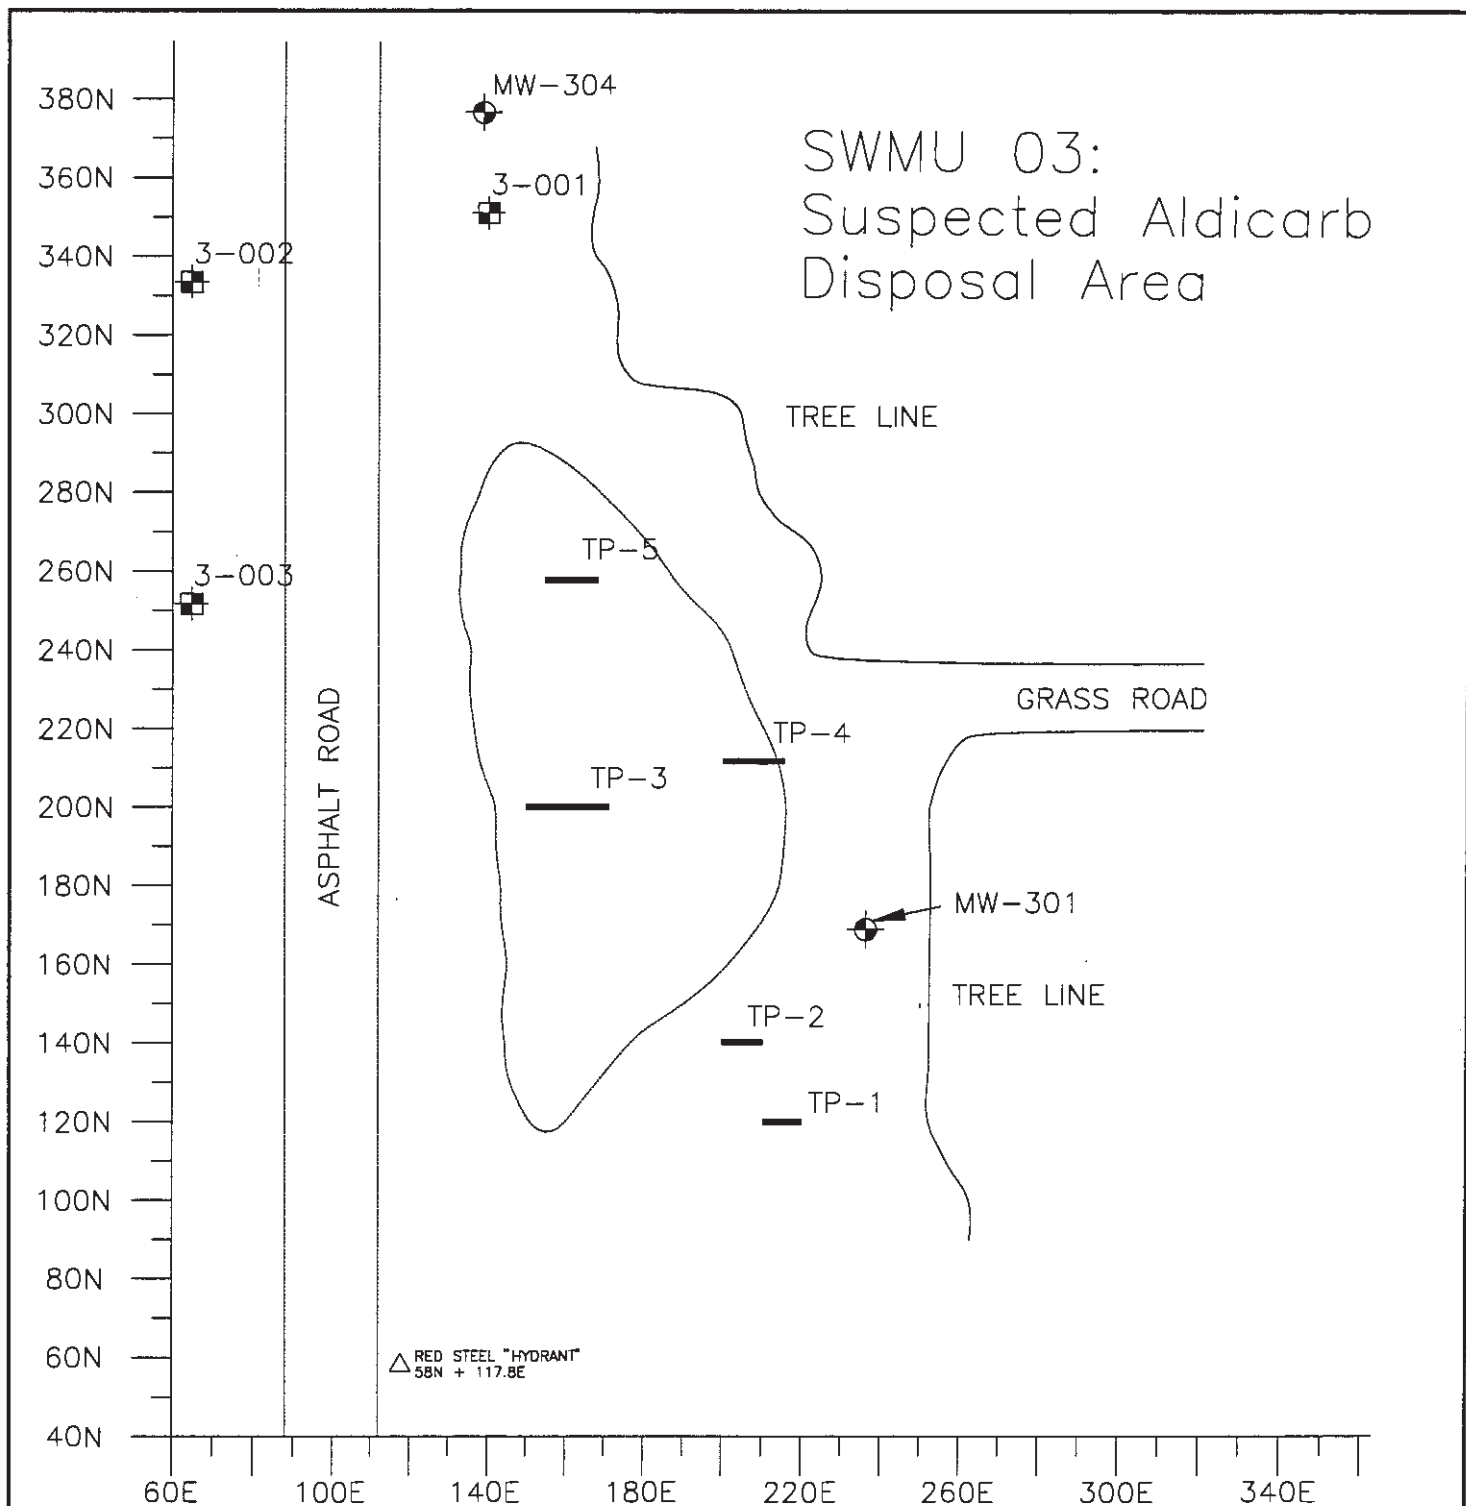 MW-304
380N
SWMU 03:
Suspected Aldicarb
Disposal Area
360N
3-001
340N
3-002
320N
300N
TREE LINE
280N
260N
TP-5
3-003
240N
GRASS ROAD
220N
TP-4
ASPHALT ROAD
TP-3
200N
180N
MW-301
160N
TREE LINE
140N
TP-2
TP-1
120N
100N
80N
60N
RED STEEL "HYDRANT"
58N + 117.8E
40N
60E 100E 140E 180E 220E 260E 300E 340E